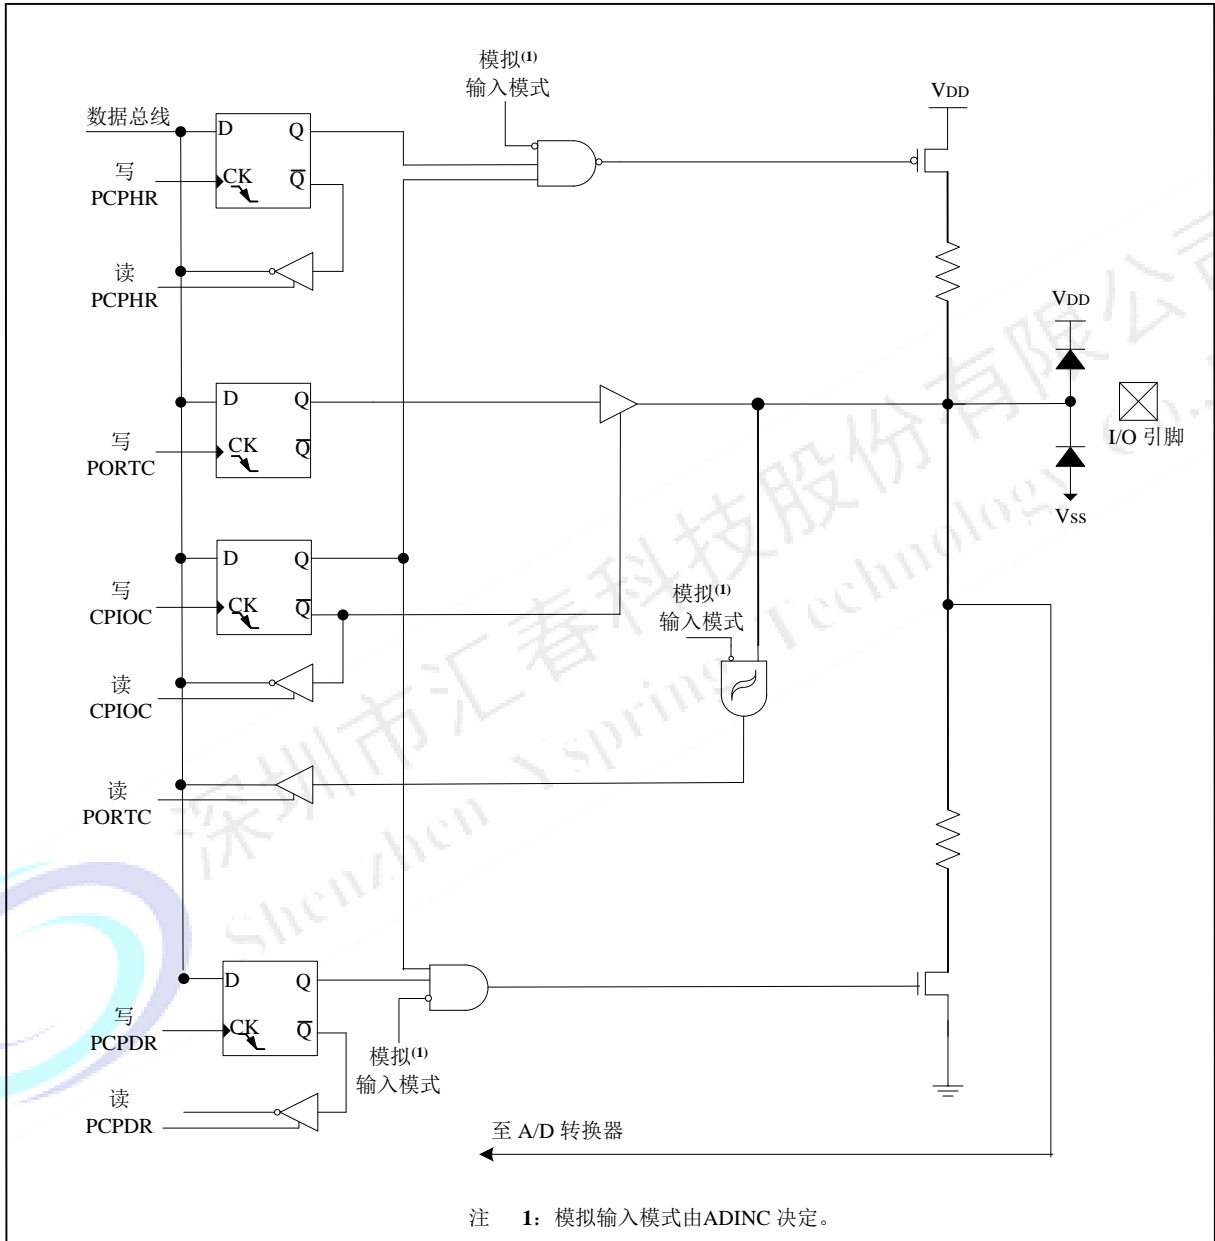 模拟(1)
输入模式
VDD
数据总线
D Q
写
PCPHR
CK Q
读
PCPHR
VDD
D Q
写
PORTC
CK Q
I/O 引脚
Vss
D Q
写
CPIOC
CK Q
模拟(1)
输入模式
读
CPIOC
读
PORTC
D Q
写
PCPDR
CK Q
模拟(1)
输入模式
读
PCPDR
至 A/D 转换器
注 1：模拟输入模式由ADINC 决定。
深圳市汇春科技股份有限公司
Shenzhen Yspring Technology Co.,